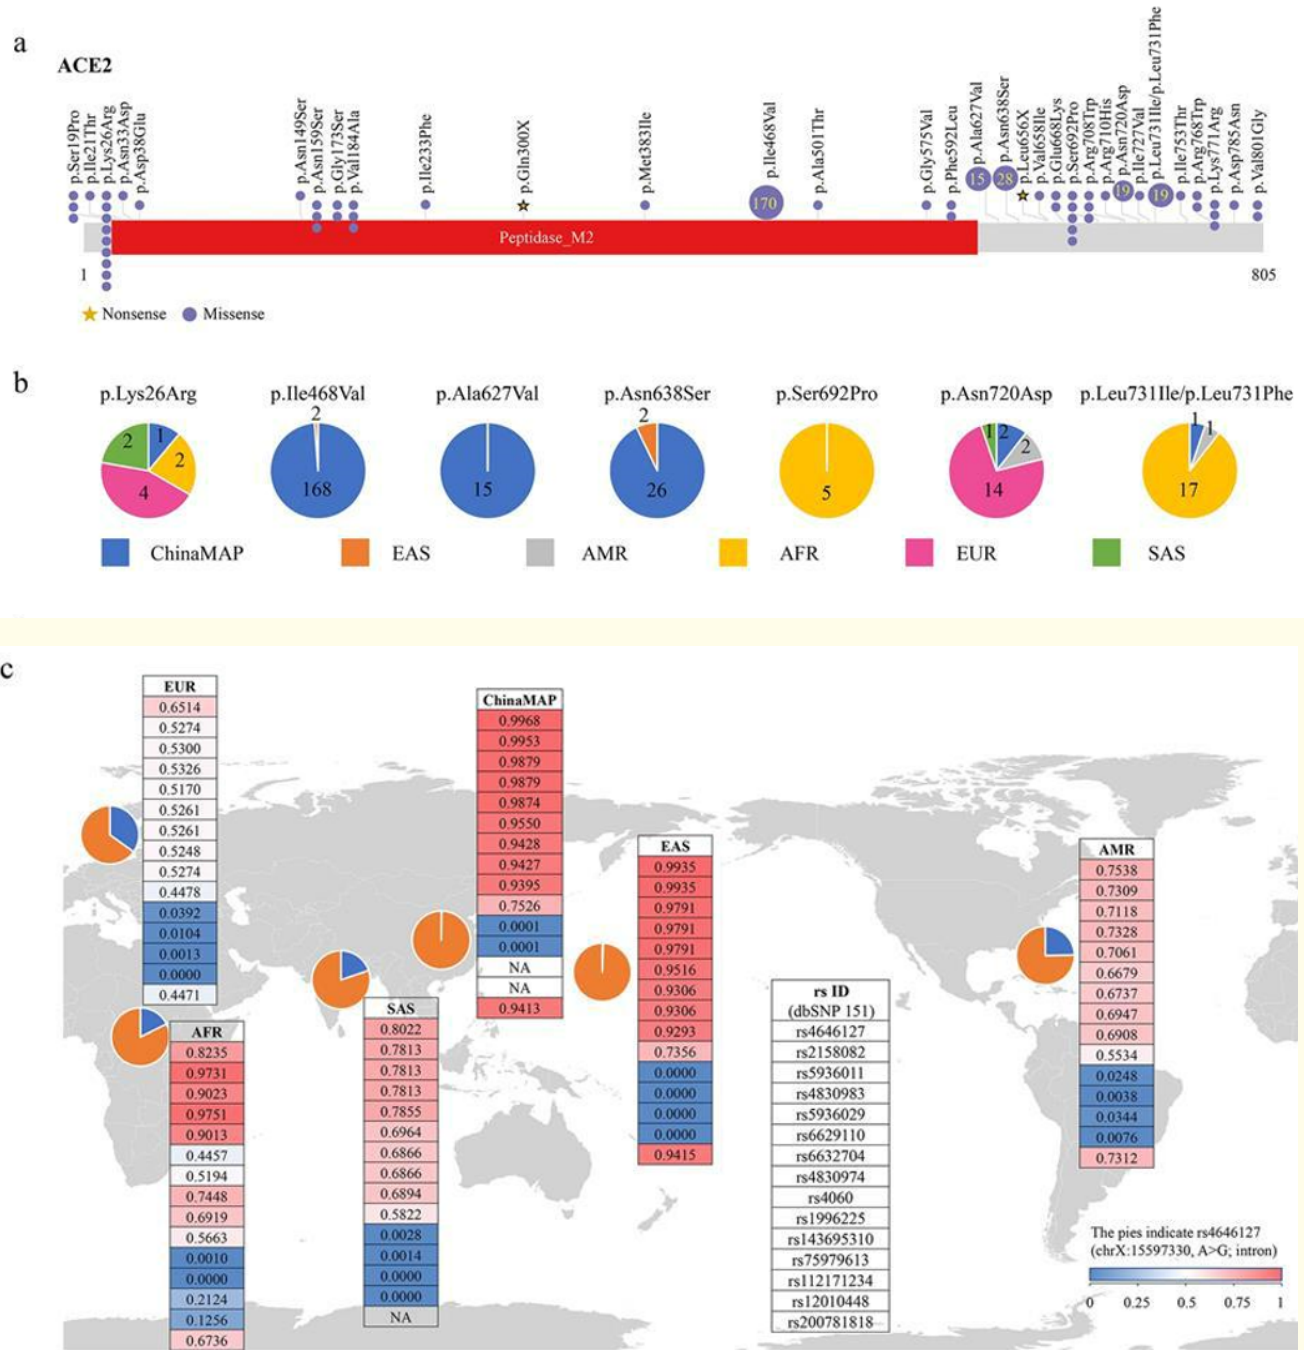 a
ACE2
p.Ser19Pro
p.Ile21Thr
p.Lys26Arg
p.Asn33Asp
p.Asp38Glu
p.Asn149Ser
p.Asn159Ser
p.Gly173Ser
p.Val184Ala
p.Ile233Phe
p.Gln300X
p.Met383Ile
p.Ile468Val
p.Ala501Thr
p.Gly575Val
p.Phe592Leu
p.Ala627Val
p.Asn638Ser
p.Leu656X
p.Val658Ile
p.Glu668Lys
p.Ser692Pro
p.Arg708Trp
p.Arg710His
p.Asn720Asp
p.Ile727Val
p.Leu731Ile/p.Leu731Phe
p.Ile753Thr
p.Arg768Trp
p.Lys771Arg
p.Asp785Asn
p.Val801Gly
170
15
28
19
19
Peptidase_M2
1
805
Nonsense Missense
b
p.Lys26Arg p.Ile468Val p.Ala627Val p.Asn638Ser p.Ser692Pro p.Asn720Asp p.Leu731Ile/p.Leu731Phe
2 1 2 4
2 168
15
2 26
5
1 2 2 14
1 1 17
ChinaMAP EAS AMR AFR EUR SAS
c
EUR
0.6514
0.5274
0.5300
0.5326
0.5170
0.5261
0.5261
0.5248
0.5274
0.4478
0.0392
0.0104
0.0013
0.0000
0.4471
AFR
0.8235
0.9731
0.9023
0.9751
0.9013
0.4457
0.5194
0.7448
0.6919
0.5663
0.0010
0.0000
0.2124
0.1256
0.6736
SAS
0.8022
0.7813
0.7813
0.7813
0.7855
0.6964
0.6866
0.6866
0.6894
0.5822
0.0028
0.0014
0.0000
0.0000
NA
ChinaMAP
0.9968
0.9953
0.9879
0.9879
0.9874
0.9550
0.9428
0.9427
0.9395
0.7526
0.0001
0.0001
NA
NA
0.9413
EAS
0.9935
0.9935
0.9791
0.9791
0.9791
0.9516
0.9306
0.9306
0.9293
0.7356
0.0000
0.0000
0.0000
0.0000
0.9415
rs ID
(dbSNP 151)
rs4646127
rs2158082
rs5936011
rs4830983
rs5936029
rs6629110
rs6632704
rs4830974
rs4060
rs1996225
rs143695310
rs75979613
rs112171234
rs12010448
rs200781818
AMR
0.7538
0.7309
0.7118
0.7328
0.7061
0.6679
0.6737
0.6947
0.6908
0.5534
0.0248
0.0038
0.0344
0.0076
0.7312
The pies indicate rs4646127
(chrX:15597330, A>G; intron)
0 0.25 0.5 0.75 1